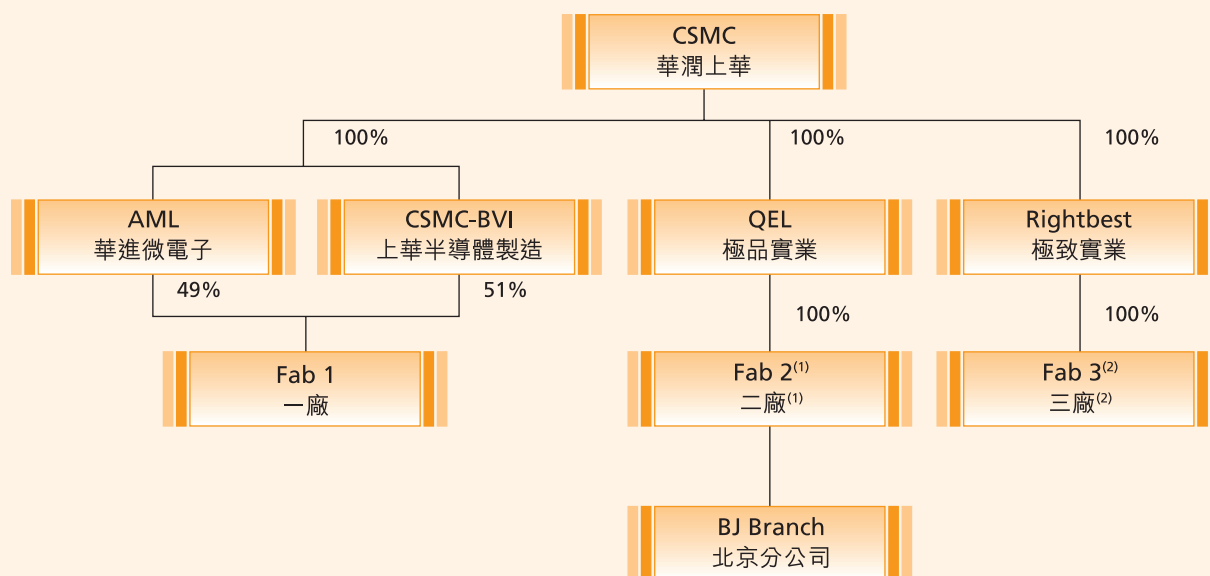 CSMC
華潤上華
100%
100%
100%
AML
華進微電子
CSMC-BVI
上華半導體製造
QEL
極品實業
Rightbest
極致實業
49%
51%
100%
100%
Fab 1
一廠
Fab 2(1)
二廠(1)
Fab 3(2)
三廠(2)
BJ Branch
北京分公司